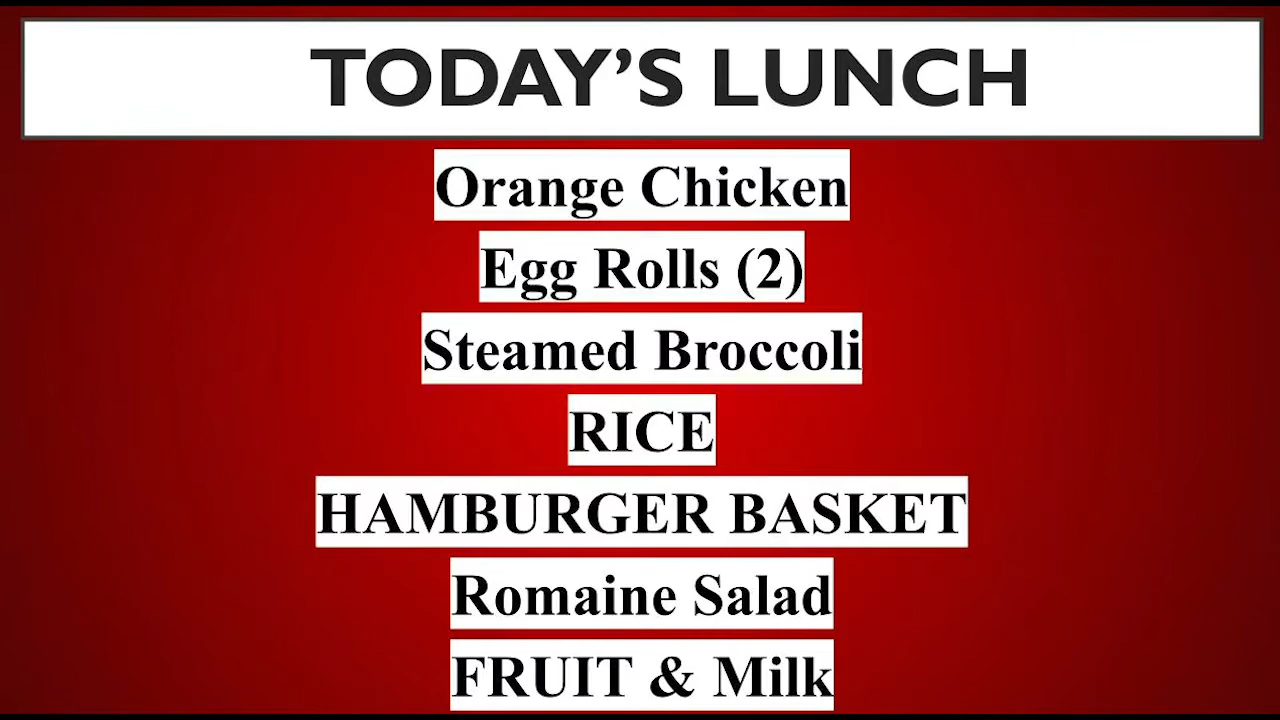 TODAY’S LUNCH
Orange Chicken
Egg Rolls (2)
Steamed Broccoli
RICE
HAMBURGER BASKET
Romaine Salad
FRUIT & Milk